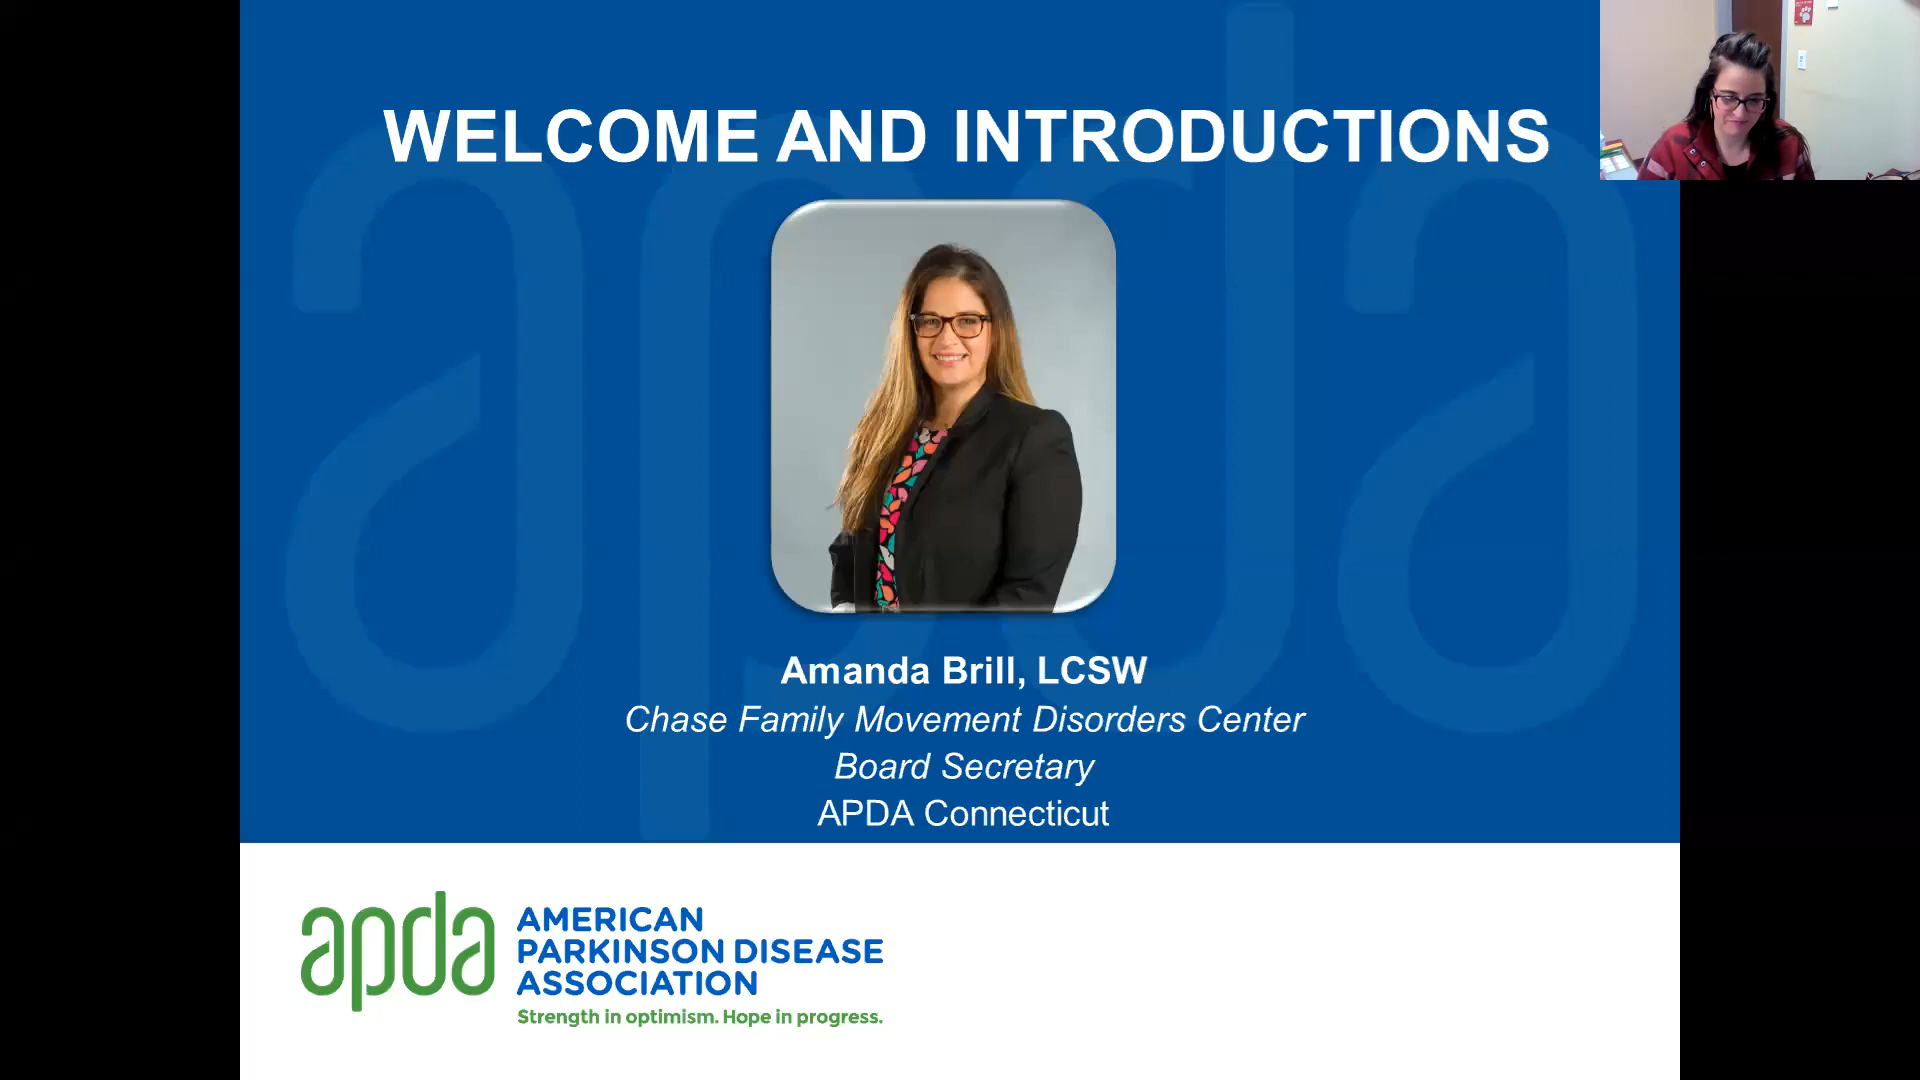 WELCOME AND INTRODUCTIONS
Amanda Brill, LCSW
Chase Family Movement Disorders Center
Board Secretary
APDA Connecticut
apda
AMERICAN
PARKINSON DISEASE
ASSOCIATION
Strength in optimism. Hope in progress.